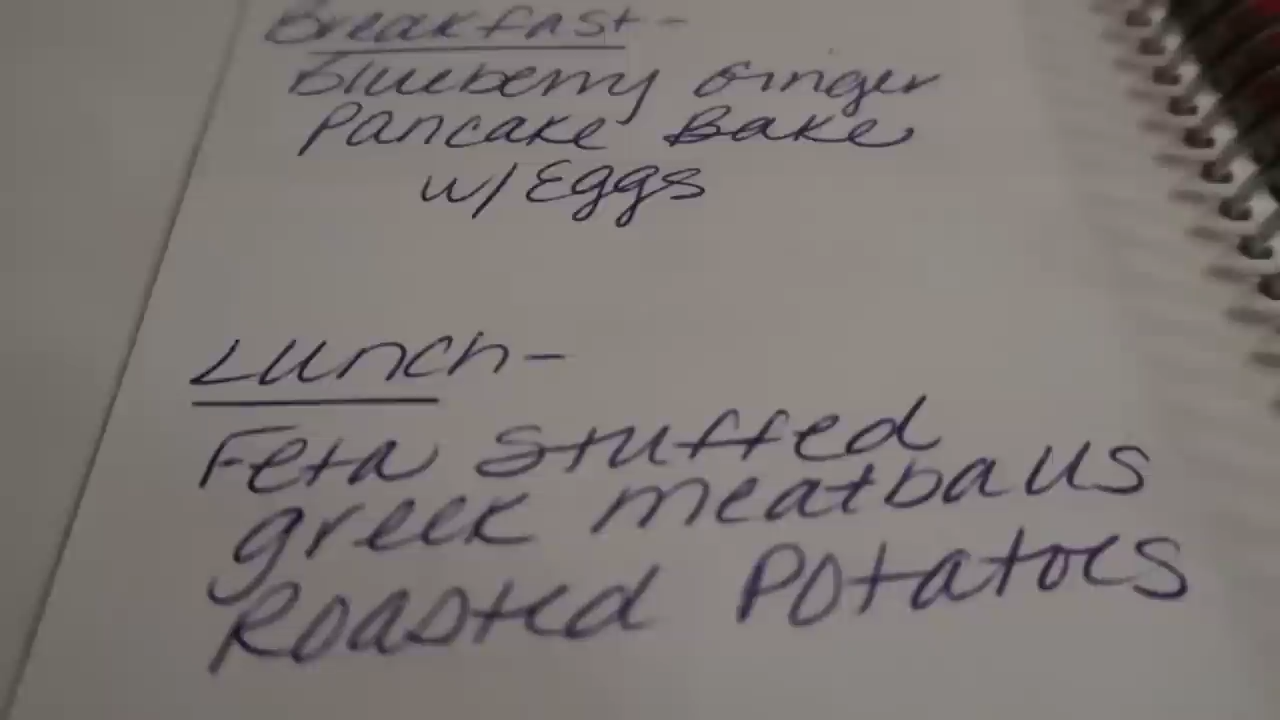 Breakfast-
Blueberry Ginger
Pancake Bake
w/ Eggs
Lunch-
Feta Stuffed
greek meatballs
Roasted Potatoes